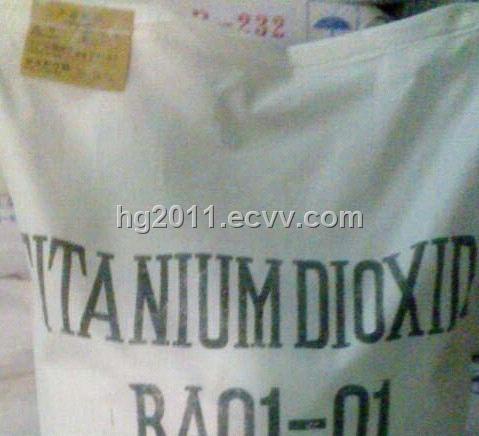 -232
hg2011.ecvv.com
TITANIUM DIOXID
BA01-01